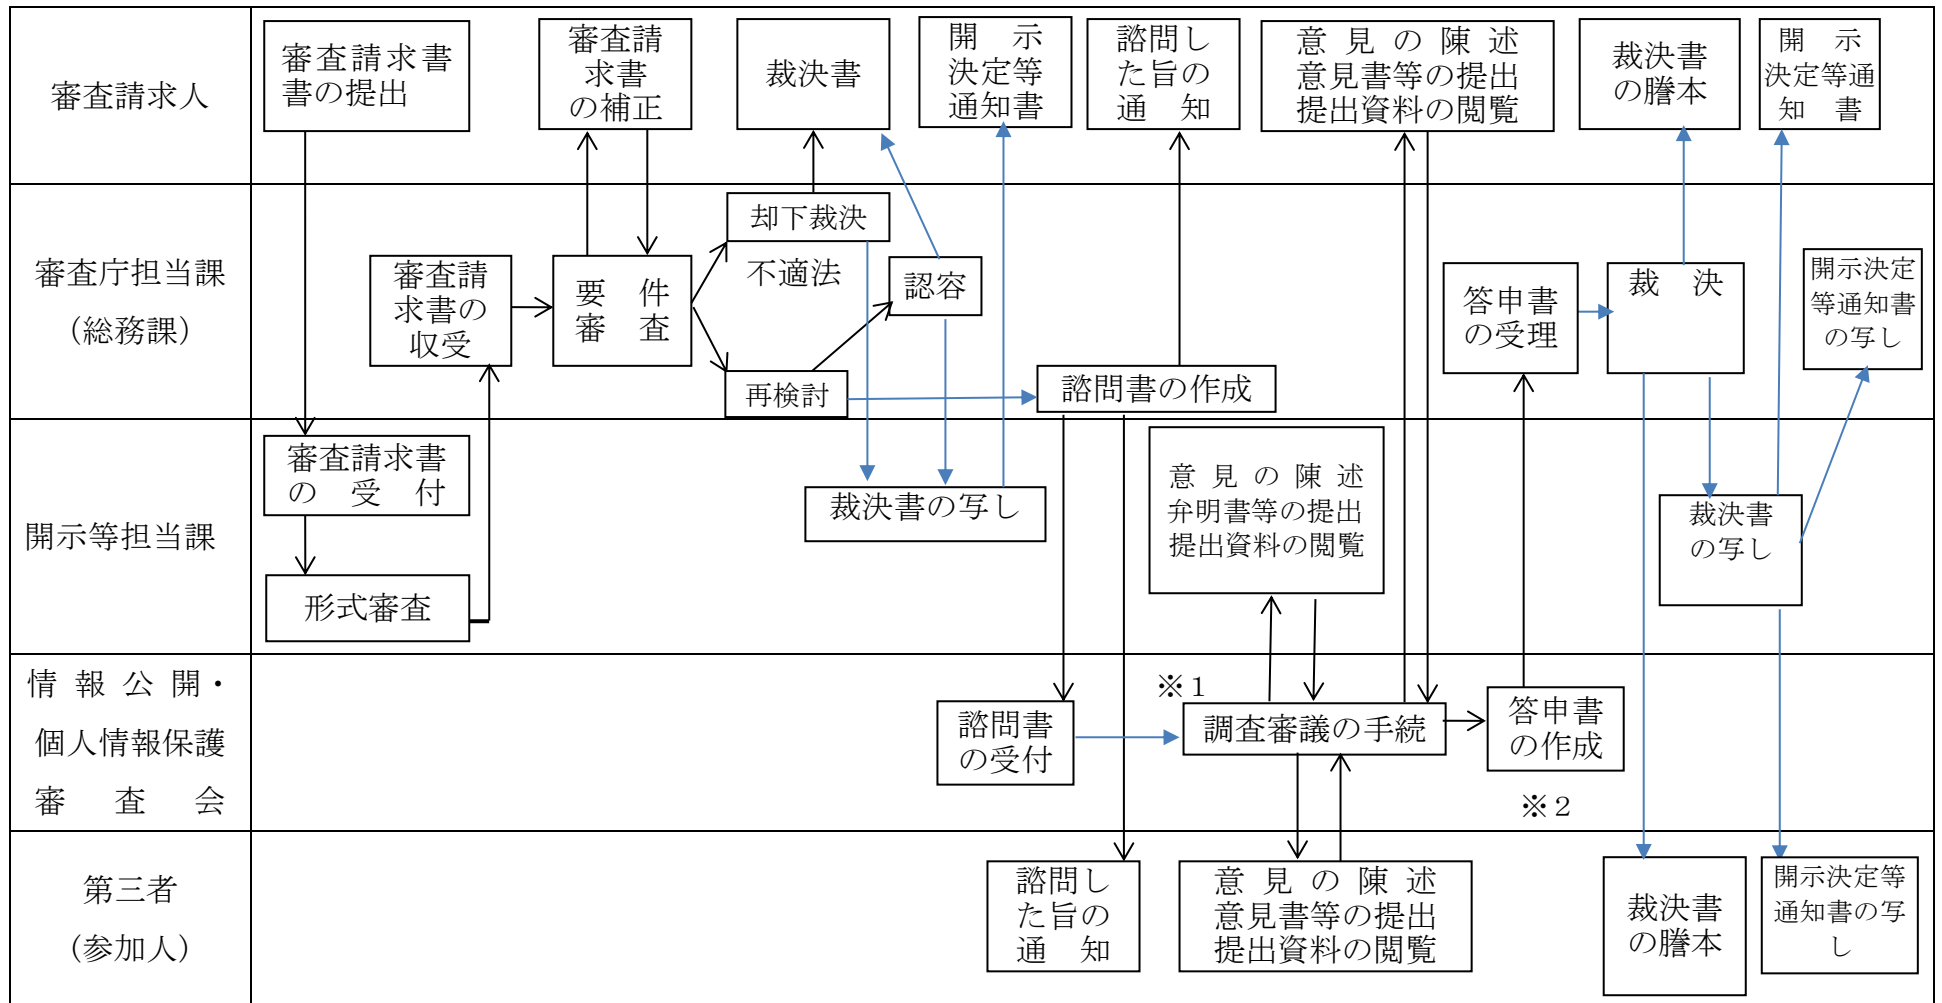 審査請求人
審査請求書
書の提出
審査請
求書
の補正
裁決書
開　示
決定等
通知書
諮問し
た旨の
通　知
意見の陳述
意見書等の提出
提出資料の閲覧
裁決書
の謄本
開　示
決定等通
知　書
審査庁担当課
（総務課）
審査請
求書の
収受
要　件
審　査
却下裁決
不適法
認容
再検討
諮問書の作成
答申書
の受理
裁　決
開示決定
等通知書
の写し
開示等担当課
審査請求書
の　受　付
形式審査
裁決書の写し
意見の陳述
弁明書等の提出
提出資料の閲覧
裁決書
の写し
情報公開・
個人情報保護
審　査　会
諮問書
の受付
※１
調査審議の手続
答申書
の作成
※２
第三者
（参加人）
諮問し
た旨の
通　知
意見の陳述
意見書等の提出
提出資料の閲覧
裁決書
の謄本
開示決定等
通知書の写
し